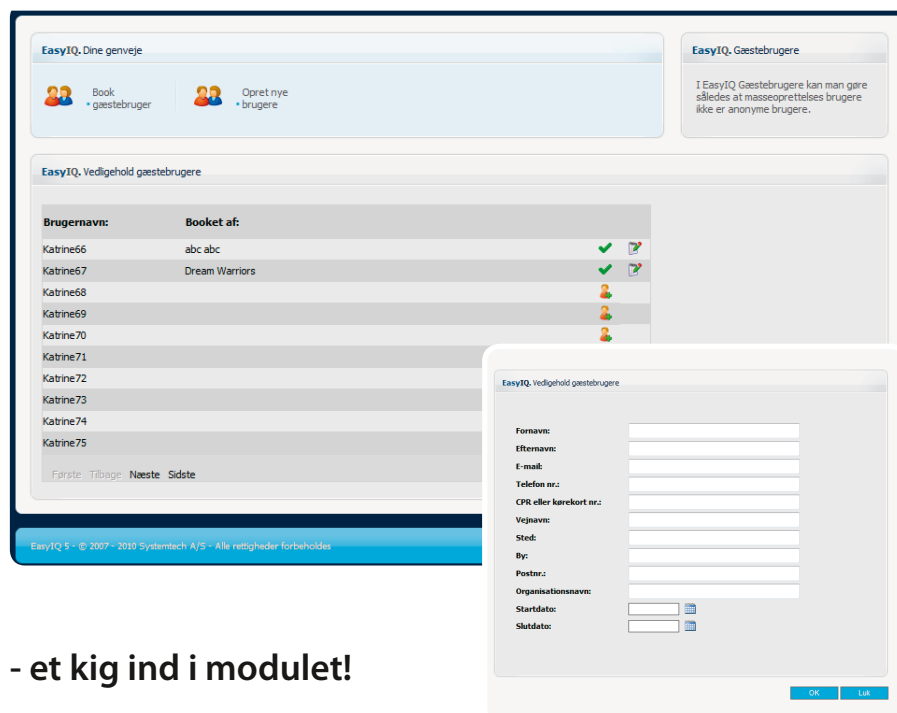 EasyIQ. Dine genveje
Book
gæstebruger
Opret nye
brugere
EasyIQ. Gæstebrugere
I EasyIQ Gæstebrugere kan man gøre
således at masseoprettelses brugere
ikke er anonyme brugere.
EasyIQ. Vedligehold gæstebrugere
Brugernavn: Booket af:
Katrine66 abc abc
Katrine67 Dream Warriors
Katrine68
Katrine69
Katrine70
Katrine71
Katrine72
Katrine73
Katrine74
Katrine75
Første Tilbage Næste Sidste
EasyIQ 5 - © 2007 - 2010 Systemtech A/S - Alle rettigheder forbeholdes
EasyIQ. Vedligehold gæstebrugere
Fornavn:
Efternavn:
E-mail:
Telefon nr.:
CPR eller kørekort nr.:
Vejnavn:
Sted:
By:
Postnr.:
Organisationsnavn:
Startdato:
Slutdato:
OK Luk
- et kig ind i modulet!